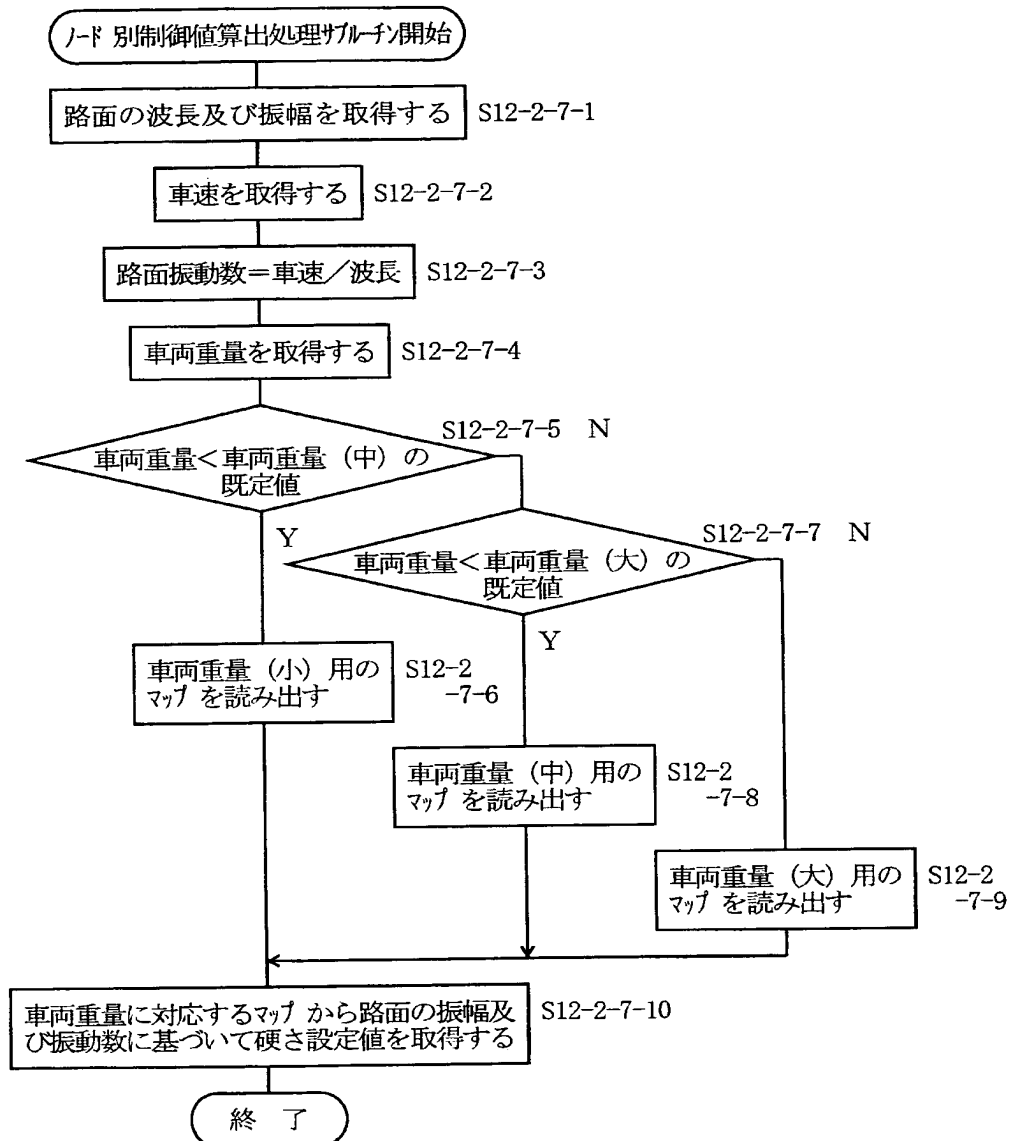 ノード 別制御値算出処理サブルーチン開始
路面の波長及び振幅を取得する S12-2-7-1
車速を取得する S12-2-7-2
路面振動数＝車速／波長 S12-2-7-3
車両重量を取得する S12-2-7-4
S12-2-7-5 N
車両重量＜車両重量（中）の
既定値
Y
S12-2-7-7 N
車両重量＜車両重量（大）の
既定値
Y
車両重量（小）用の S12-2
マップ を読み出す -7-6
車両重量（中）用の S12-2
マップ を読み出す -7-8
車両重量（大）用の S12-2
マップ を読み出す -7-9
車両重量に対応するマップ から路面の振幅及 S12-2-7-10
び振動数に基づいて硬さ設定値を取得する
終 了